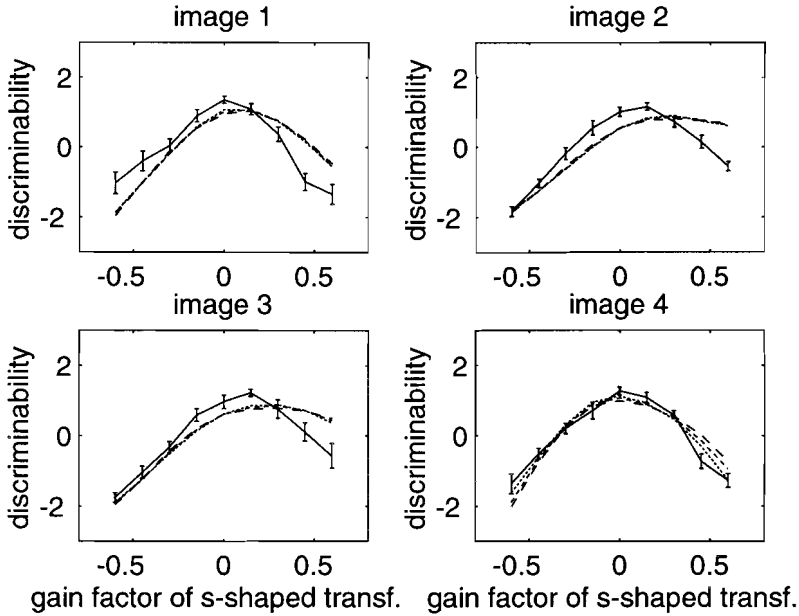 image 1
image 2
discriminability
2
0
-2
-0.5 0 0.5
discriminability
2
0
-2
-0.5 0 0.5
image 3
image 4
discriminability
2
0
-2
-0.5 0 0.5
gain factor of s-shaped transf.
discriminability
2
0
-2
-0.5 0 0.5
gain factor of s-shaped transf.